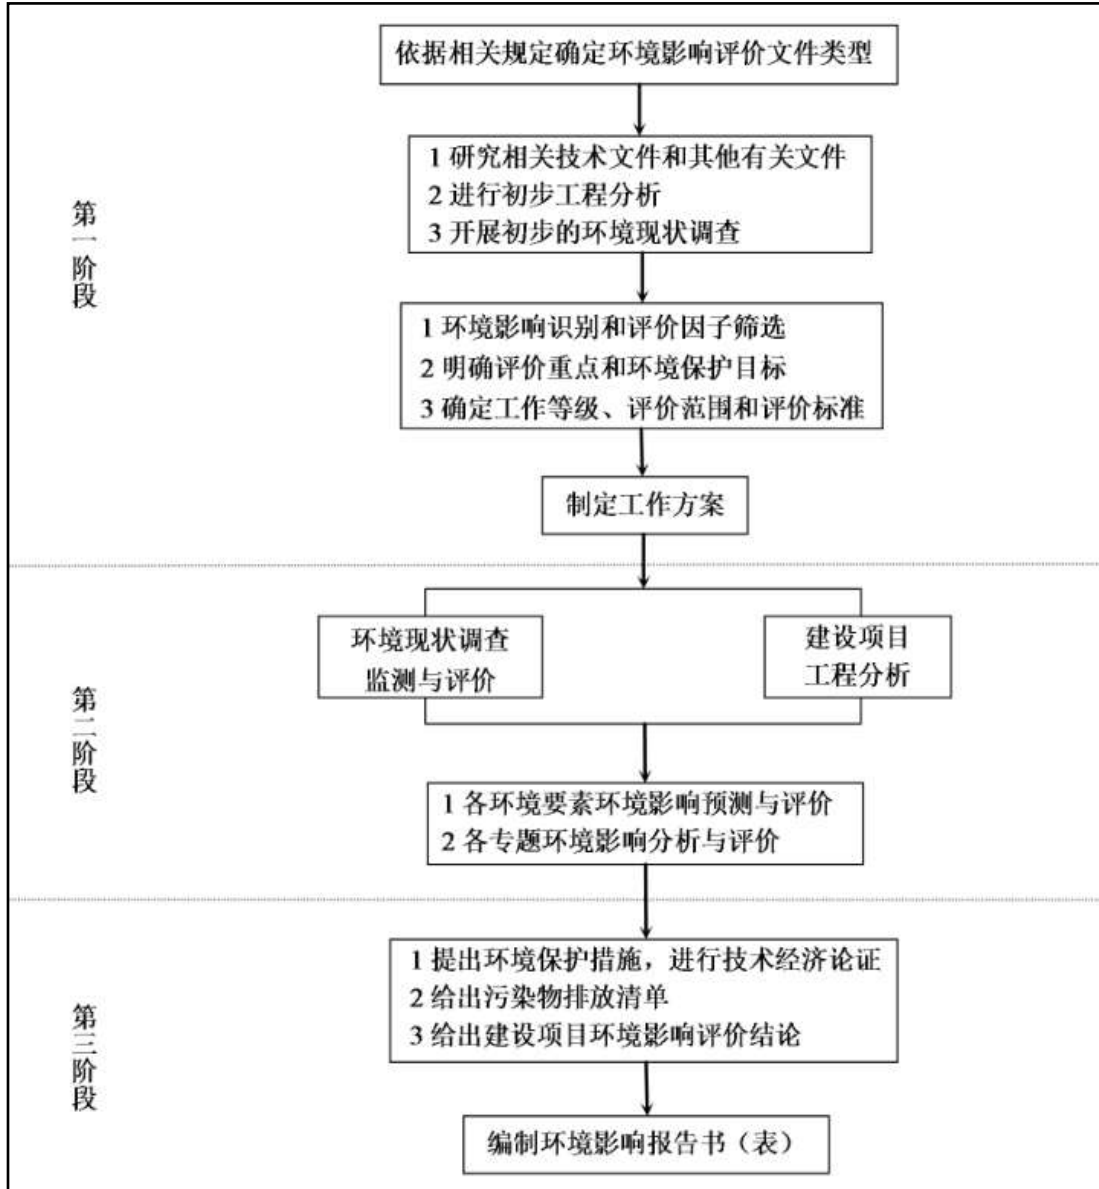 依据相关规定确定环境影响评价文件类型
1 研究相关技术文件和其他有关文件
2 进行初步工程分析
3 开展初步的环境现状调查
第一阶段
1 环境影响识别和评价因子筛选
2 明确评价重点和环境保护目标
3 确定工作等级、评价范围和评价标准
制定工作方案
环境现状调查
监测与评价
建设项目
工程分析
第二阶段
1 各环境要素环境影响预测与评价
2 各专题环境影响分析与评价
1 提出环境保护措施，进行技术经济论证
2 给出污染物排放清单
3 给出建设项目环境影响评价结论
第三阶段
编制环境影响报告书（表）